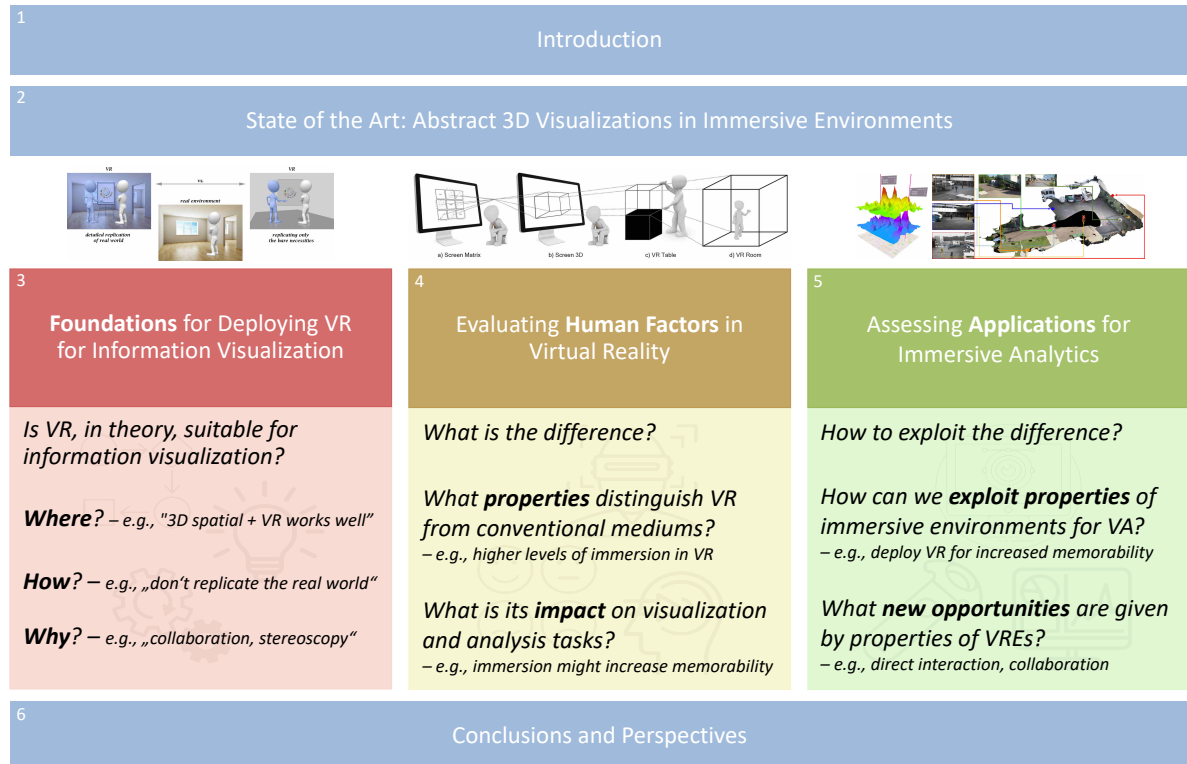 1
Introduction
2
State of the Art: Abstract 3D Visualizations in Immersive Environments
VR
vs.
VR
real environment
detailed replication
of real world
replicating only
the bare necessities
a) Screen Matrix
b) Screen 3D
c) VR Table
d) VR Room
3
Foundations for Deploying VR
for Information Visualization
Is VR, in theory, suitable for
information visualization?
Where? – e.g., "3D spatial + VR works well”
How? – e.g., „don‘t replicate the real world“
Why? – e.g., „collaboration, stereoscopy“
4
Evaluating Human Factors in
Virtual Reality
What is the difference?
What properties distinguish VR
from conventional mediums?
– e.g., higher levels of immersion in VR
What is its impact on visualization
and analysis tasks?
– e.g., immersion might increase memorability
5
Assessing Applications for
Immersive Analytics
How to exploit the difference?
How can we exploit properties of
immersive environments for VA?
– e.g., deploy VR for increased memorability
What new opportunities are given
by properties of VREs?
– e.g., direct interaction, collaboration
6
Conclusions and Perspectives